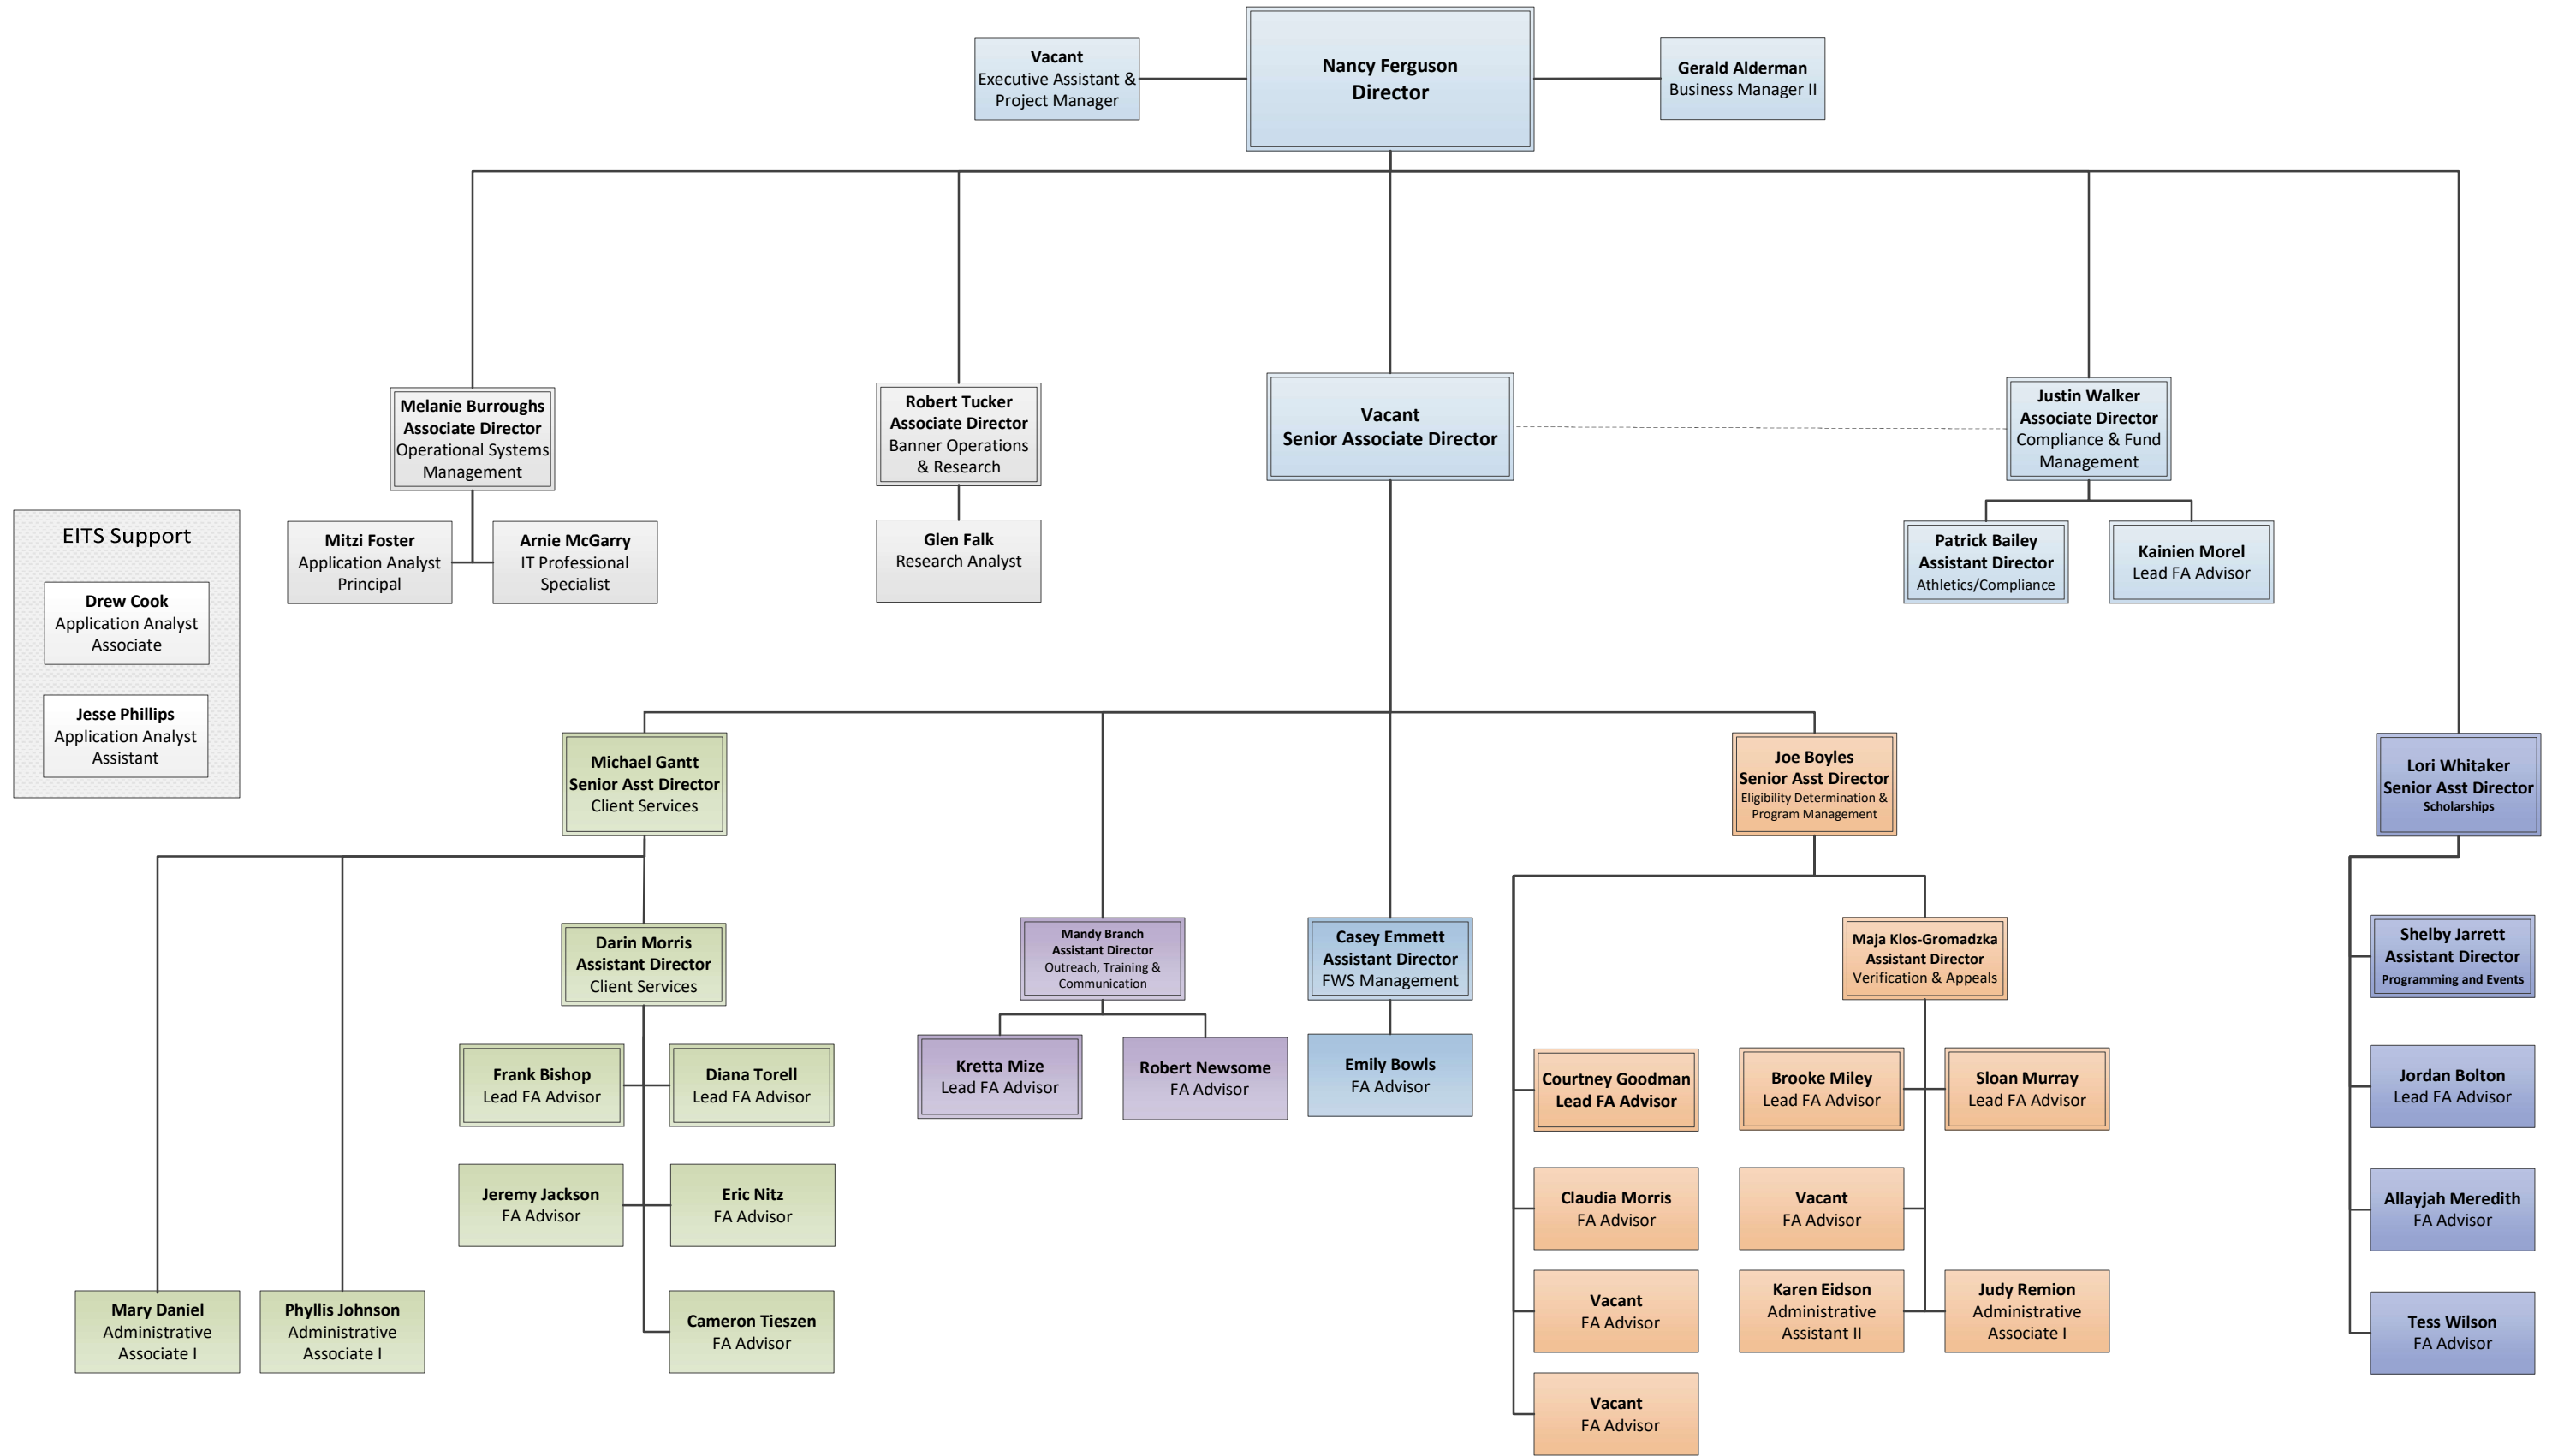 Vacant
Executive Assistant &
Project Manager
Nancy Ferguson
Director
Gerald Alderman
Business Manager II
Melanie Burroughs
Associate Director
Operational Systems
Management
Robert Tucker
Associate Director
Banner Operations
& Research
Vacant
Senior Associate Director
Justin Walker
Associate Director
Compliance & Fund
Management
EITS Support
Drew Cook
Application Analyst
Associate
Jesse Phillips
Application Analyst
Assistant
Mitzi Foster
Application Analyst
Principal
Arnie McGarry
IT Professional
Specialist
Glen Falk
Research Analyst
Patrick Bailey
Assistant Director
Athletics/Compliance
Kainien Morel
Lead FA Advisor
Michael Gantt
Senior Asst Director
Client Services
Joe Boyles
Senior Asst Director
Eligibility Determination &
Program Management
Lori Whitaker
Senior Asst Director
Scholarships
Darin Morris
Assistant Director
Client Services
Mandy Branch
Assistant Director
Outreach, Training &
Communication
Casey Emmett
Assistant Director
FWS Management
Maja Klos-Gromadzka
Assistant Director
Verification & Appeals
Shelby Jarrett
Assistant Director
Programming and Events
Frank Bishop
Lead FA Advisor
Diana Torell
Lead FA Advisor
Kretta Mize
Lead FA Advisor
Robert Newsome
FA Advisor
Emily Bowls
FA Advisor
Courtney Goodman
Lead FA Advisor
Brooke Miley
Lead FA Advisor
Sloan Murray
Lead FA Advisor
Jordan Bolton
Lead FA Advisor
Jeremy Jackson
FA Advisor
Eric Nitz
FA Advisor
Claudia Morris
FA Advisor
Vacant
FA Advisor
Allayjah Meredith
FA Advisor
Mary Daniel
Administrative
Associate I
Phyllis Johnson
Administrative
Associate I
Cameron Tieszen
FA Advisor
Vacant
FA Advisor
Karen Eidson
Administrative
Assistant II
Judy Remion
Administrative
Associate I
Tess Wilson
FA Advisor
Vacant
FA Advisor